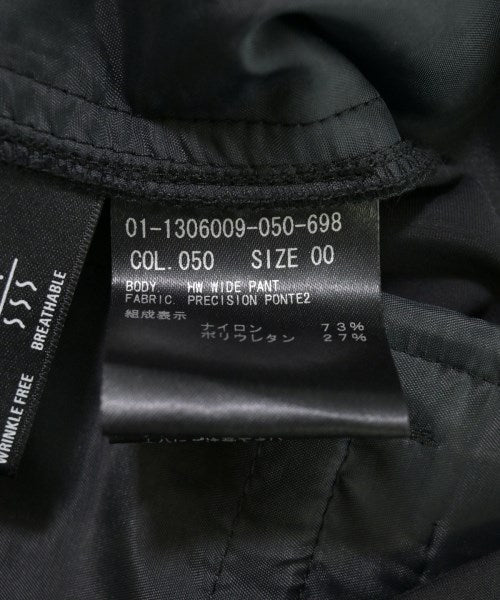 01-1306009-050-698
COL.050 SIZE 00
BODY. HW WIDE PANT
FABRIC. PRECISION PONTE2
組成表示
ナイロン 73%
ポリウレタン 27%
WRINKLE FREE
BREATHABLE